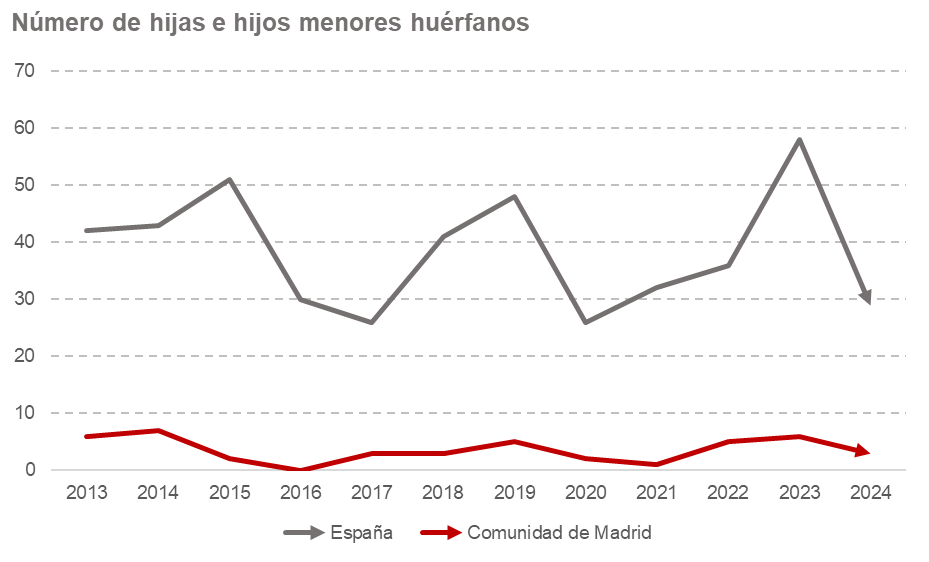 Número de hijas e hijos menores huérfanos
70
60
50
40
30
20
10
0
2013 2014 2015 2016 2017 2018 2019 2020 2021 2022 2023 2024
España Comunidad de Madrid